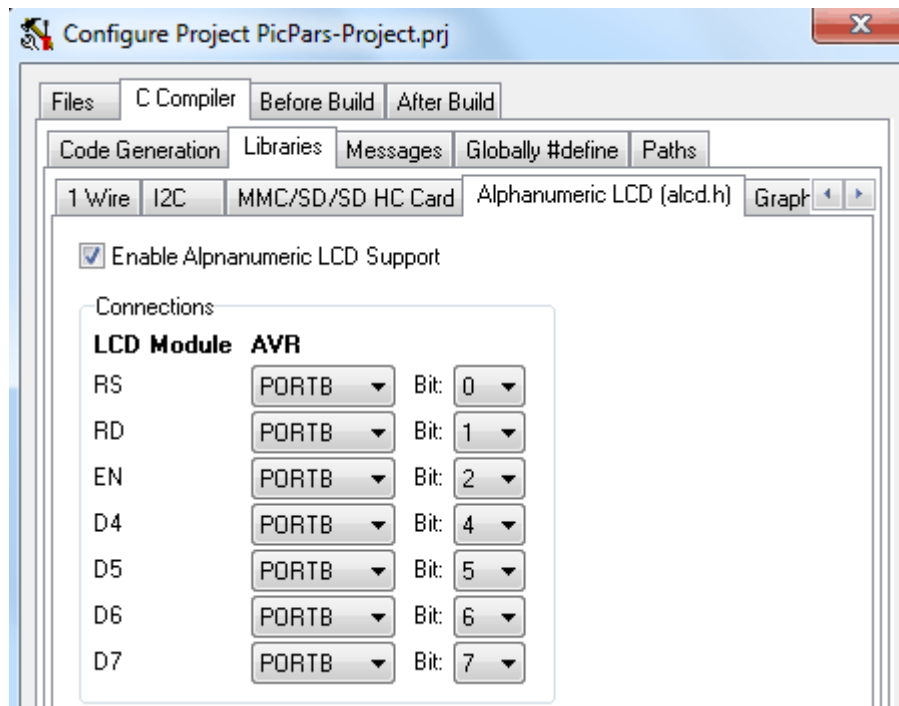 Configure Project PicPars-Project.prj
Files C Compiler Before Build After Build
Code Generation Libraries Messages Globally #define Paths
1 Wire I2C MMC/SD/SD HC Card Alphanumeric LCD (alcd.h) Graph
Enable Alpnanumeric LCD Support
Connections
LCD Module AVR
RS PORTB Bit: 0
RD PORTB Bit: 1
EN PORTB Bit: 2
D4 PORTB Bit: 4
D5 PORTB Bit: 5
D6 PORTB Bit: 6
D7 PORTB Bit: 7